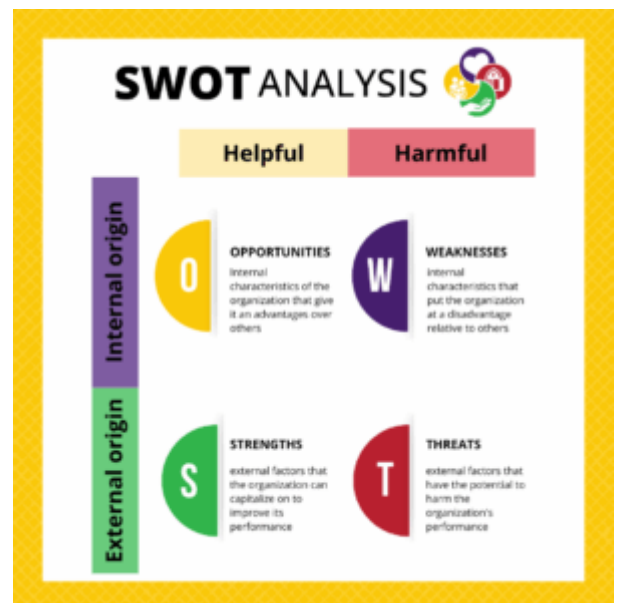 SWOT ANALYSIS
Helpful
Harmful
Internal origin
O
OPPORTUNITIES
Internal
characteristics of the
organization that give
it an advantages over
others
W
WEAKNESSES
Internal
characteristics that
put the organization
at a disadvantage
relative to others
External origin
S
STRENGTHS
external factors that
the organization can
capitalize on to
improve its
performance
T
THREATS
external factors that
have the potential to
harm the
organization's
performance